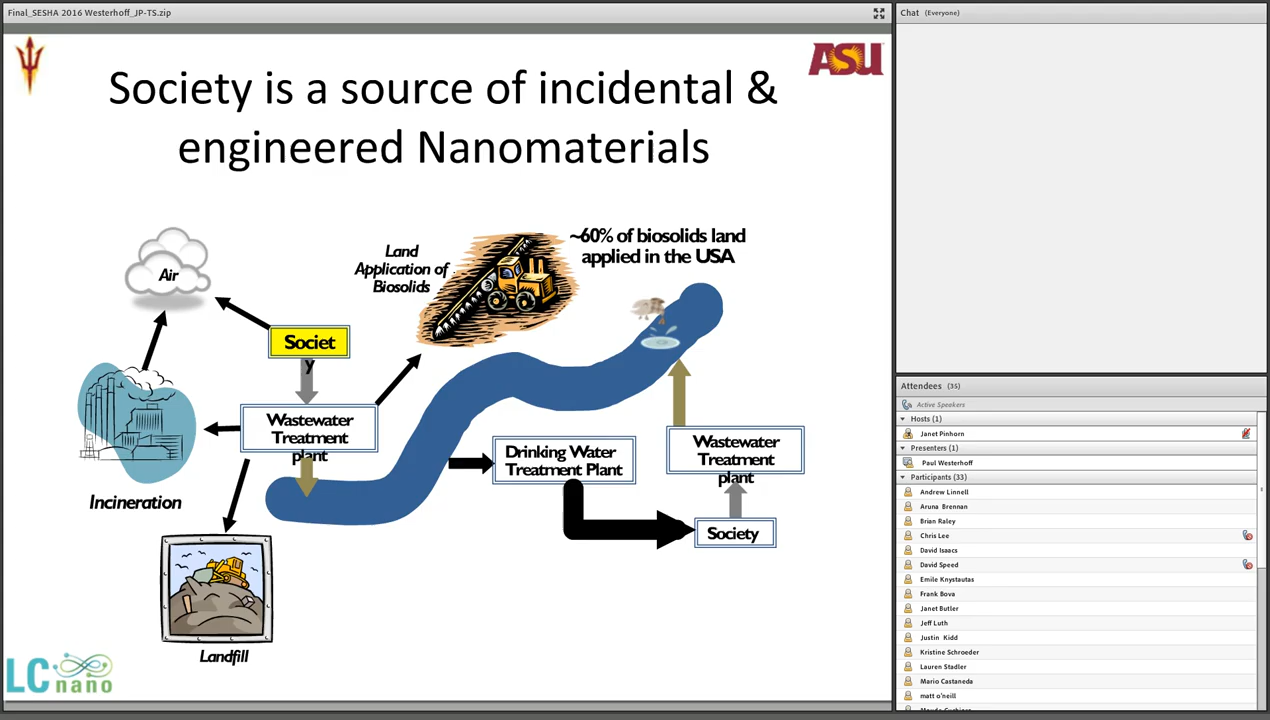 Final_SESHA 2016 Westerhoff_JP-TS.zip
ASU
Society is a source of incidental &
engineered Nanomaterials
Air
Societ
y
Land
Application of
Biosolids
~60% of biosolids land
applied in the USA
Wastewater
Treatment
plant
Incineration
Landfill
Drinking Water
Treatment Plant
Wastewater
Treatment
plant
Society
LC
nano
Chat (Everyone)
Attendees (35)
Active Speakers
Hosts (1)
Janet Pinhorn
Presenters (1)
Paul Westerhoff
Participants (33)
Andrew Linnell
Aruna Brennan
Brian Raley
Chris Lee
David Isaacs
David Speed
Emile Knystautas
Frank Bova
Janet Butler
Jeff Luth
Justin Kidd
Kristine Schroeder
Lauren Stadler
Mario Castaneda
matt o'neill